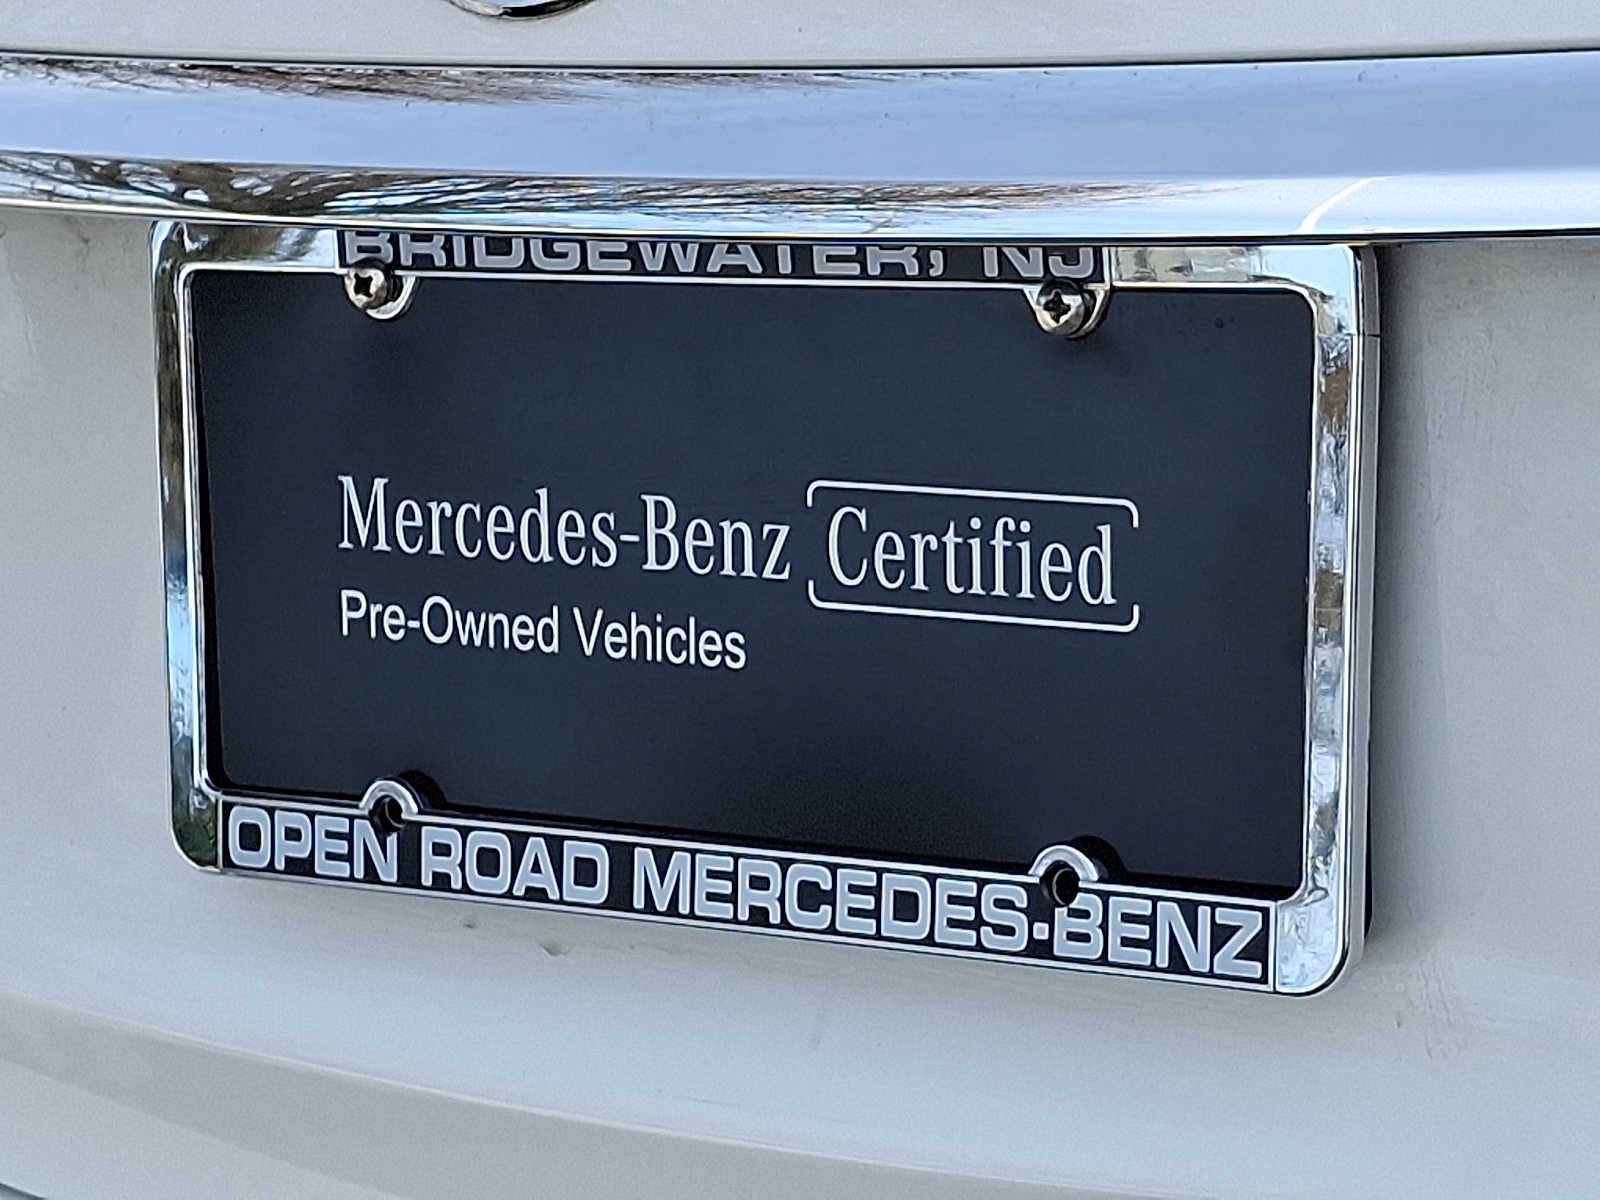 BRIDGEWATER, NJ
Mercedes-Benz Certified
Pre-Owned Vehicles
OPEN ROAD MERCEDES-BENZ